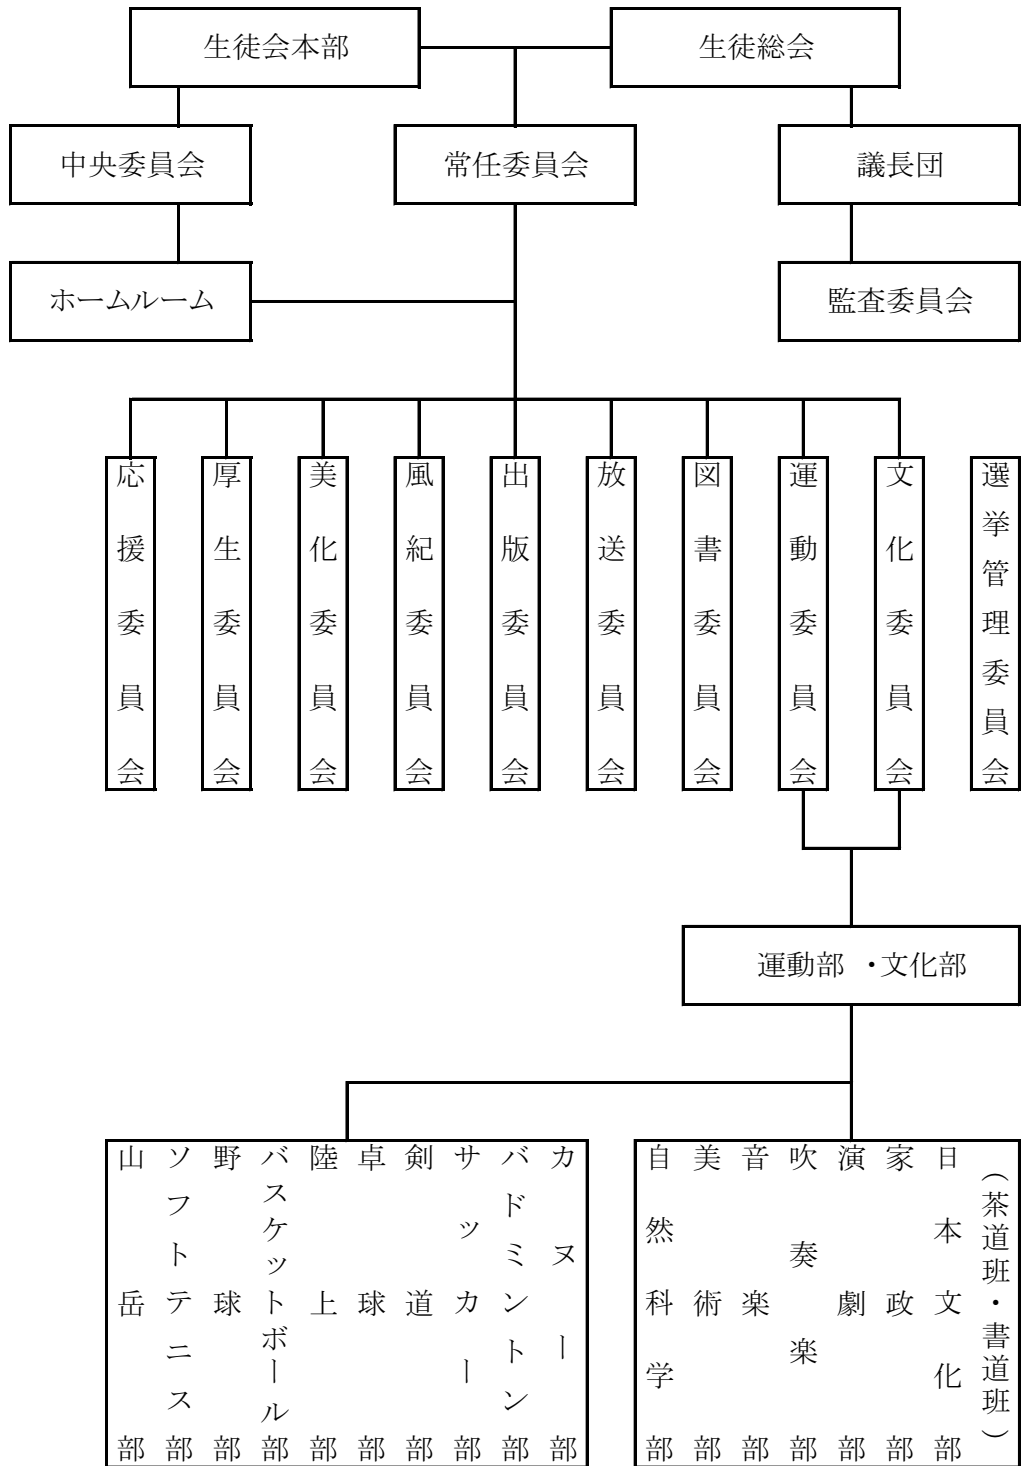 生徒会本部
生徒総会
中央委員会
常任委員会
議長団
ホームルーム
監査委員会
応援委員会
厚生委員会
美化委員会
風紀委員会
出版委員会
放送委員会
図書委員会
運動委員会
文化委員会
選挙管理委員会
運動部 ・文化部
山岳部
ソフトテニス部
野球部
バスケットボール部
陸上部
卓球部
剣道部
サッカー部
バドミントン部
カヌー部
自然科学部
美術部
音楽部
吹奏楽部
演劇部
家政部
日本文化部
（茶道班・書道班）